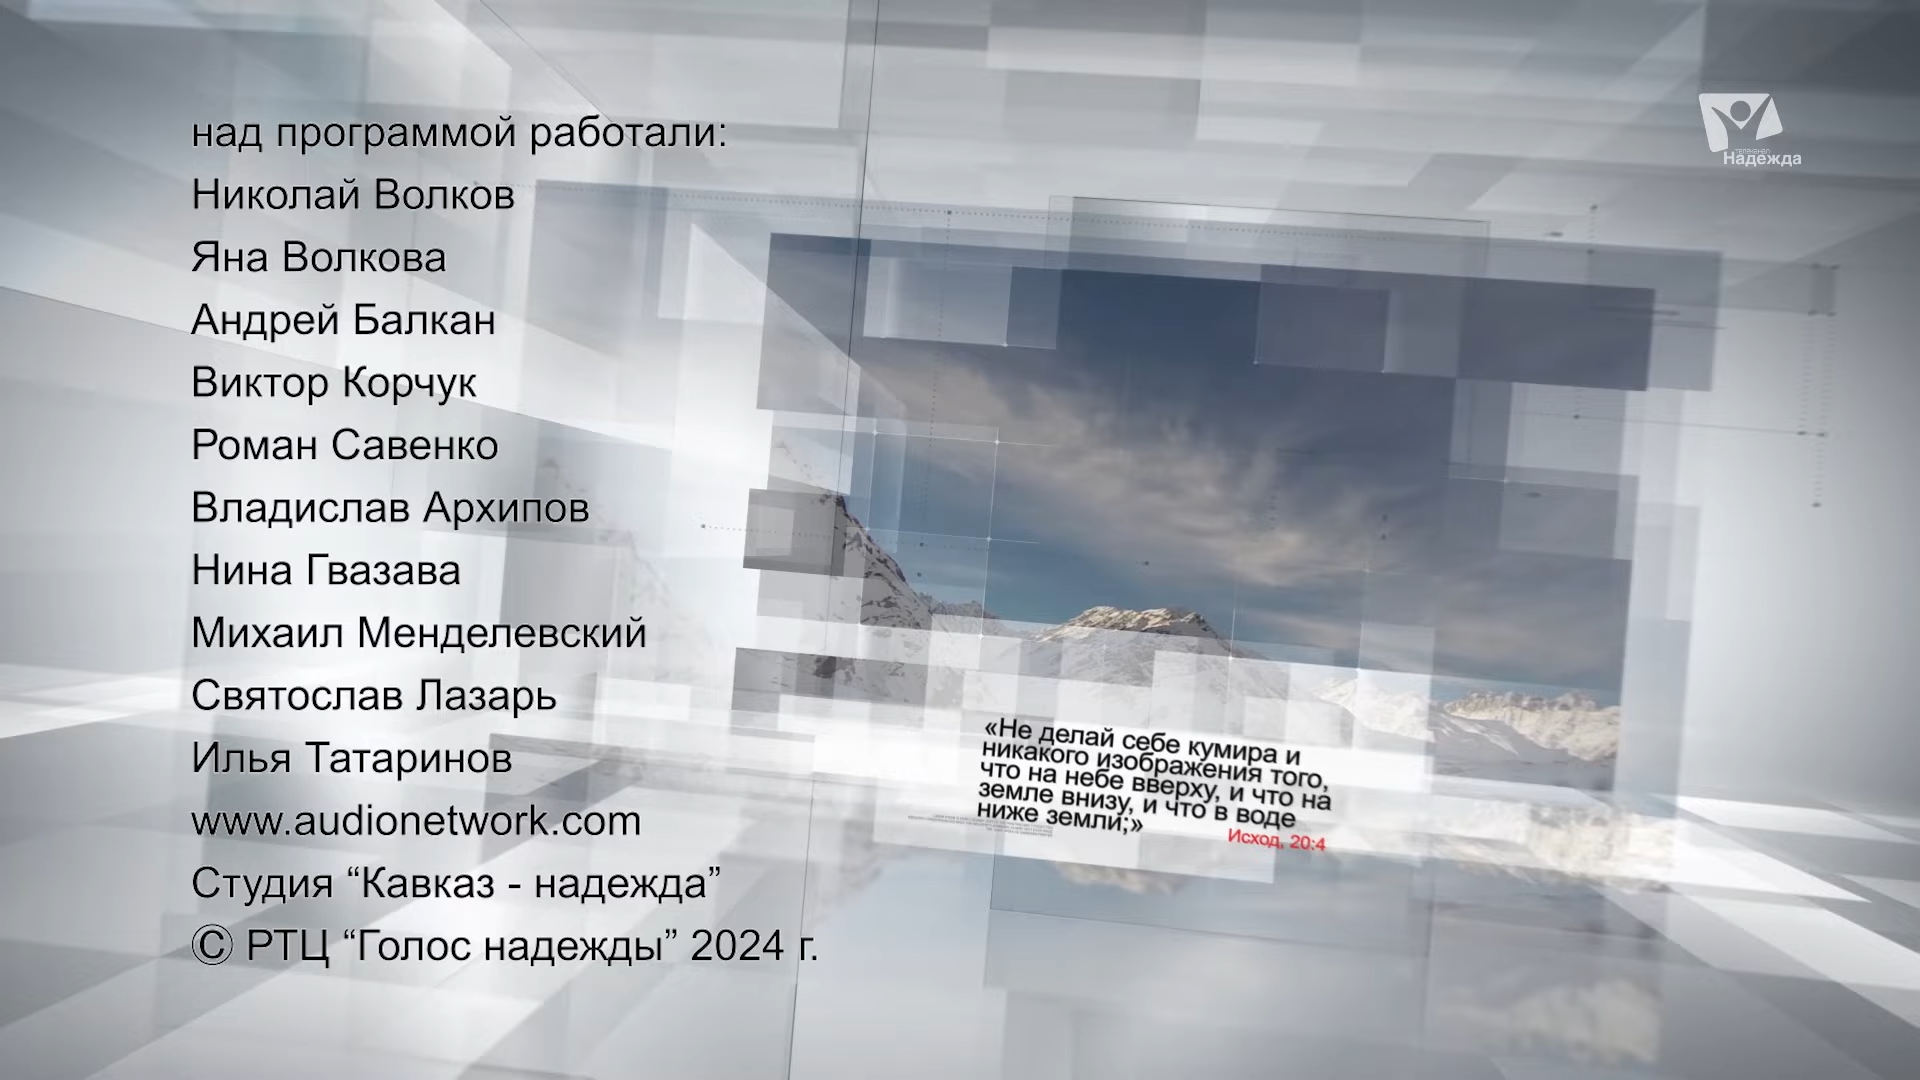 над программой работали:
Николай Волков
Яна Волкова
Андрей Балкан
Виктор Корчук
Роман Савенко
Владислав Архипов
Нина Гвазава
Михаил Менделевский
Святослав Лазарь
Илья Татаринов
www.audionetwork.com
Студия “Кавказ - надежда”
© РТЦ “Голос надежды” 2024 г.
телеканал
Надежда
«Не делай себе кумира и
никакого изображения того,
что на небе вверху, и что на
земле внизу, и что в воде
ниже земли;»
Исход, 20:4